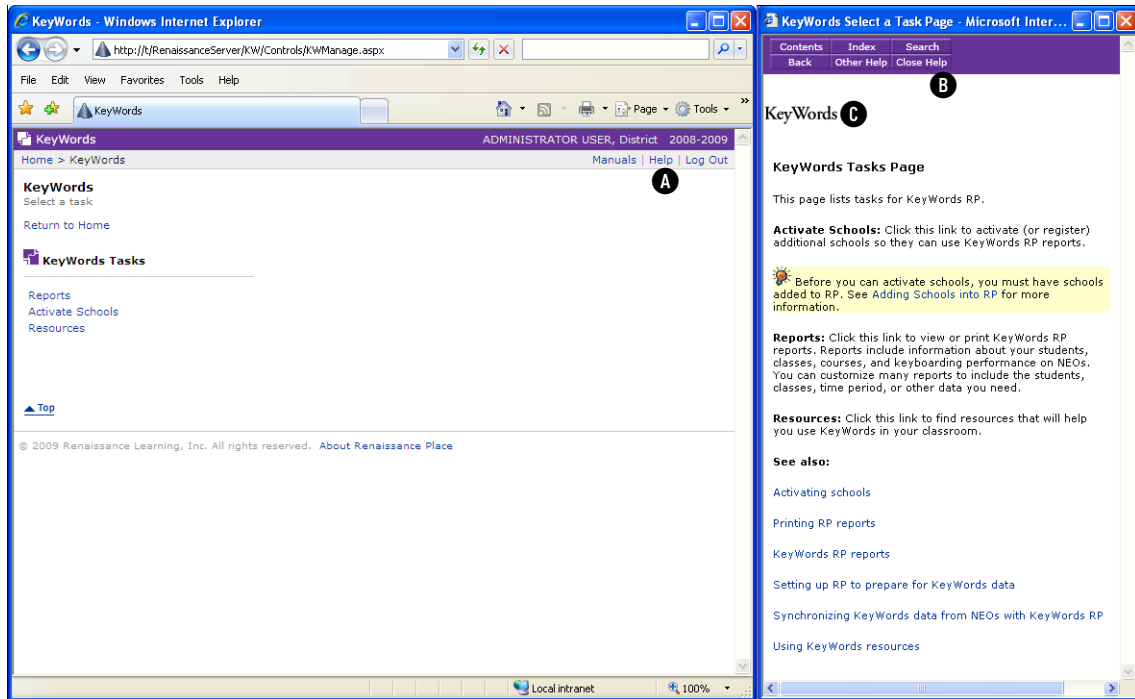 KeyWords - Windows Internet Explorer
http://t/RenaissanceServer/KW/Controls/KWManage.aspx
File Edit View Favorites Tools Help
KeyWords
Page Tools »
KeyWords ADMINISTRATOR USER, District 2008-2009
Home > KeyWords Manuals | Help | Log Out
A
KeyWords
Select a task
Return to Home
KeyWords Tasks
Reports
Activate Schools
Resources
Top
© 2009 Renaissance Learning, Inc. All rights reserved. About Renaissance Place
Local intranet 100%
KeyWords Select a Task Page - Microsoft Inter...
Contents Index Search
Back Other Help Close Help
B
KeyWords C
KeyWords Tasks Page
This page lists tasks for KeyWords RP.
Activate Schools: Click this link to activate (or register)
additional schools so they can use KeyWords RP reports.
Before you can activate schools, you must have schools
added to RP. See Adding Schools into RP for more
information.
Reports: Click this link to view or print KeyWords RP
reports. Reports include information about your students,
classes, courses, and keyboarding performance on NEOs.
You can customize many reports to include the students,
classes, time period, or other data you need.
Resources: Click this link to find resources that will help
you use KeyWords in your classroom.
See also:
Activating schools
Printing RP reports
KeyWords RP reports
Setting up RP to prepare for KeyWords data
Synchronizing KeyWords data from NEOs with KeyWords RP
Using KeyWords resources